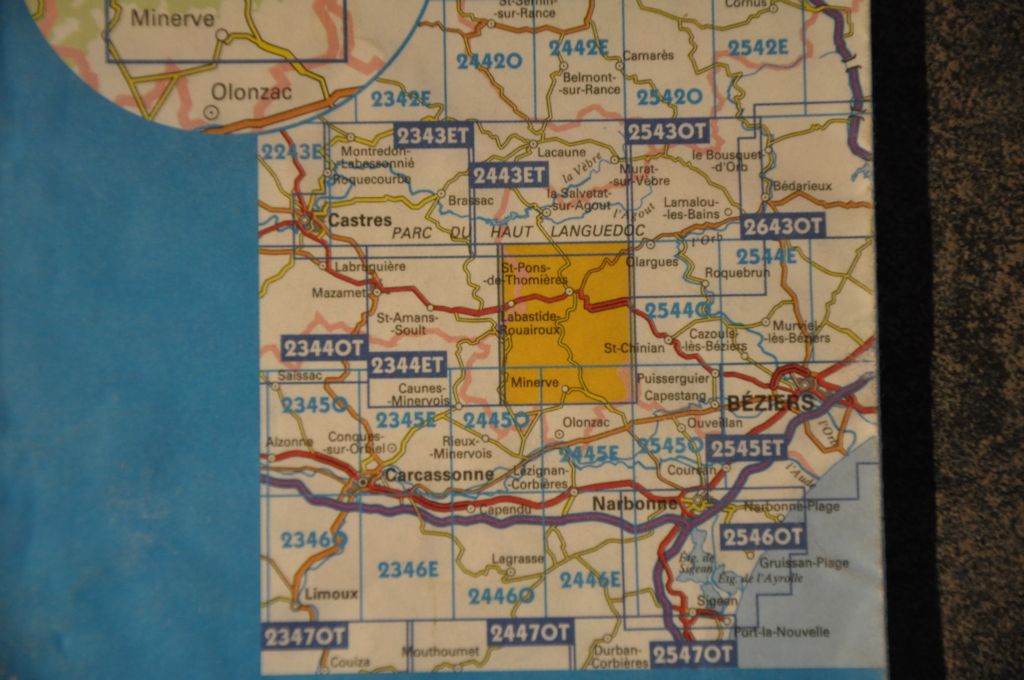 Minerve
Olonzac
St-Sernin-
-sur-Rance
Cornus
2442O
2442E
Camarès
2542E
Belmont-
-sur-Rance
2342E
2542O
2343ET
2543OT
2243E
Montredon-
-Labessonnié
Roquecourbe
Lacaune
la Vèbre
Murat-
-sur-Vèbre
le Bousquet-
-d'Orb
2443ET
Bédarieux
Brassac
la Salvetat-
-sur-Agout
l'Agout
Lamalou-
-les-Bains
Castres
PARC DU HAUT LANGUEDOC
l'Orb
2643OT
Olargues
2544E
Labruguière
St-Pons-
-de-Thomières
Roquebrun
Mazamet
St-Amans-
-Soult
Labastide-
-Rouairoux
2544O
Cazouls-
-lès-Béziers
Murviel-
-lès-Béziers
St-Chinian
2344OT
2344ET
Saissac
Caunes-
-Minervois
Minerve
Puisserguier
Capestang
BÉZIERS
2345O
2345E
2445O
Olonzac
Ouveillan
l'Orb
Alzonne
Conques-
-sur-Orbiel
Rieux-
-Minervois
2445E
2545O
2545ET
Carcassonne
Lézignan-
-Corbières
Coursan
l'Aude
Capendu
Narbonne
Narbonne-Plage
2346O
2546OT
2346E
Lagrasse
2446E
Étg. de
Sigean
Gruissan-Plage
Étg. de l'Ayrolle
Limoux
2446O
Sigean
2347OT
2447OT
Port-la-Nouvelle
Couiza
Mouthoumet
Durban-
-Corbières
2547OT